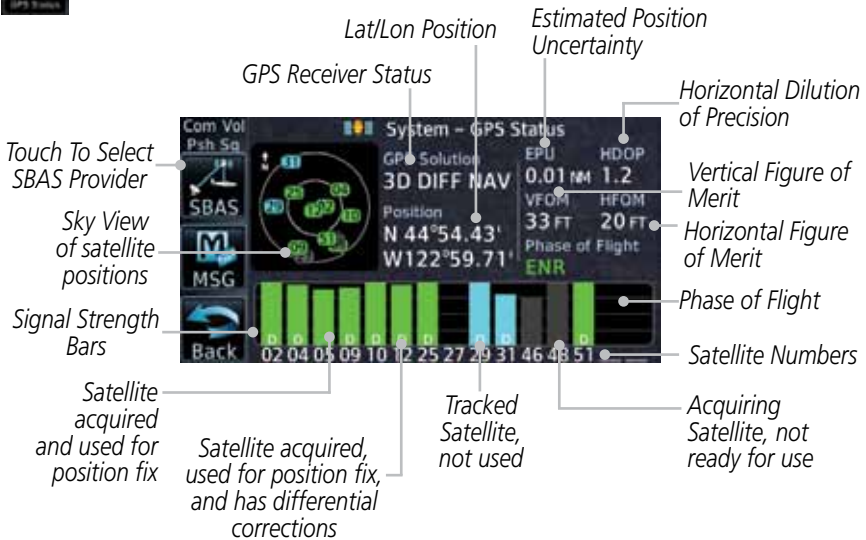 GPS Status
Lat/Lon Position
Estimated Position
Uncertainty
GPS Receiver Status
Horizontal Dilution
of Precision
Com Vol
Psh Sq
System – GPS Status
Touch To Select
SBAS Provider
GPS Solution
3D DIFF NAV
EPU
HDOP
0.01 NM
1.2
Vertical Figure of
Merit
SBAS
Sky View
of satellite
positions
Position
N 44°54.43'
W122°59.71'
VFOM
HFOM
33 FT
20 FT
Horizontal Figure
of Merit
Phase of Flight
ENR
MSG
Phase of Flight
Signal Strength
Bars
Back
02 04 05 09 10 12 25 27 29 31 46 48 51
Satellite Numbers
Satellite
acquired
and used for
position fix
Satellite acquired,
used for position fix,
and has differential
corrections
Tracked
Satellite,
not used
Acquiring
Satellite, not
ready for use